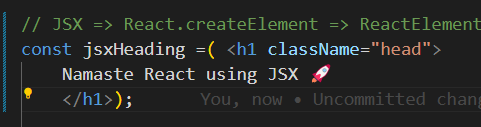 // JSX => React.createElement => ReactElement
const jsxHeading =( <h1 className="head">
Namaste React using JSX 🚀
</h1>); You, now • Uncommitted chang